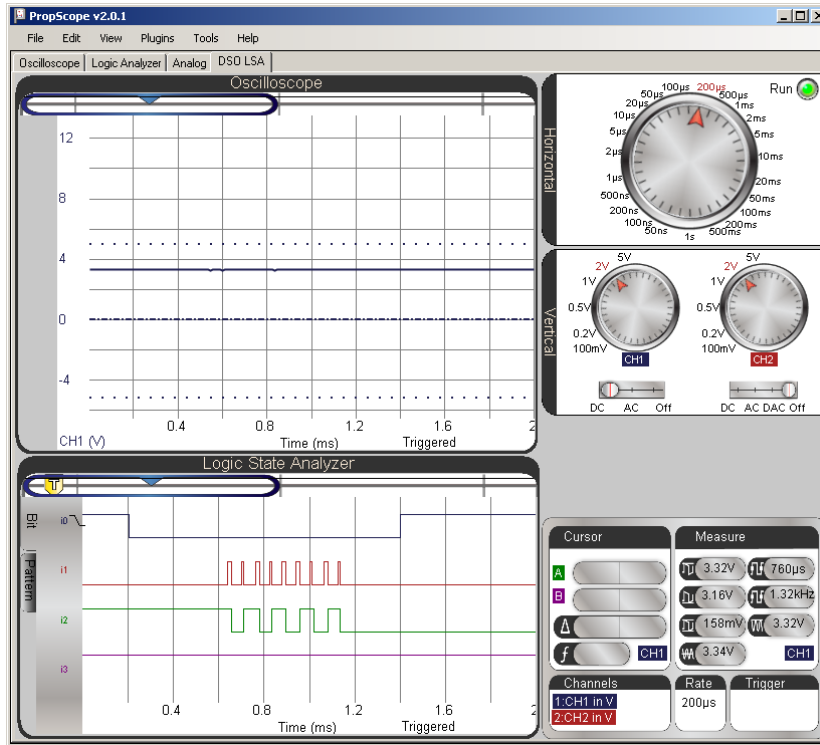 PropScope v2.0.1
File Edit View Plugins Tools Help
Oscilloscope Logic Analyzer Analog DSO LSA
Oscilloscope
12
8
4
0
-4
0.4 0.8 1.2 1.6 2
CH1 (V) Time (ms) Triggered
Horizontal
Run
50ns
100ns
200ns
500ns
1µs
2µs
5µs
10µs
20µs
50µs
100µs
200µs
500µs
1ms
2ms
5ms
10ms
20ms
50ms
100ms
200ms
500ms
1s
Vertical
5V
2V
1V
0.5V
0.2V
100mV
CH1
DC AC Off
5V
2V
1V
0.5V
0.2V
100mV
CH2
DC AC DAC Off
Logic State Analyzer
T
Bit
Pattern
i0
i1
i2
i3
0.4 0.8 1.2 1.6 2
Time (ms) Triggered
Cursor
A
B
Δ
f CH1
Measure
3.32V 760µs
3.16V 1.32kHz
158mV 3.32V
3.34V CH1
Channels
1:CH1 in V
2:CH2 in V
Rate
200µs
Trigger